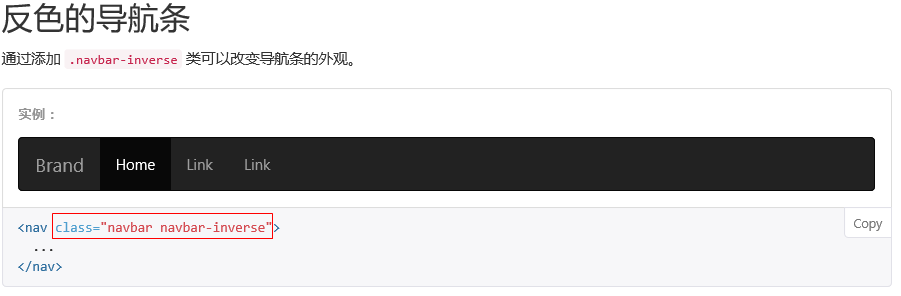 反色的导航条
通过添加 .navbar-inverse 类可以改变导航条的外观。
实例：
Brand Home Link Link
<nav class="navbar navbar-inverse">
...
</nav>
Copy